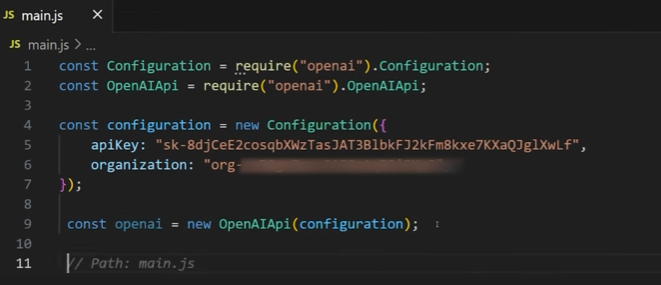 JS main.js X
JS main.js > ...
1 const Configuration = require("openai").Configuration;
2 const OpenAIApi = require("openai").OpenAIApi;
3
4 const configuration = new Configuration({
5 apiKey: "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",
6 organization: "org-
7 });
8
9 const openai = new OpenAIApi(configuration);
10
11 // Path: main.js